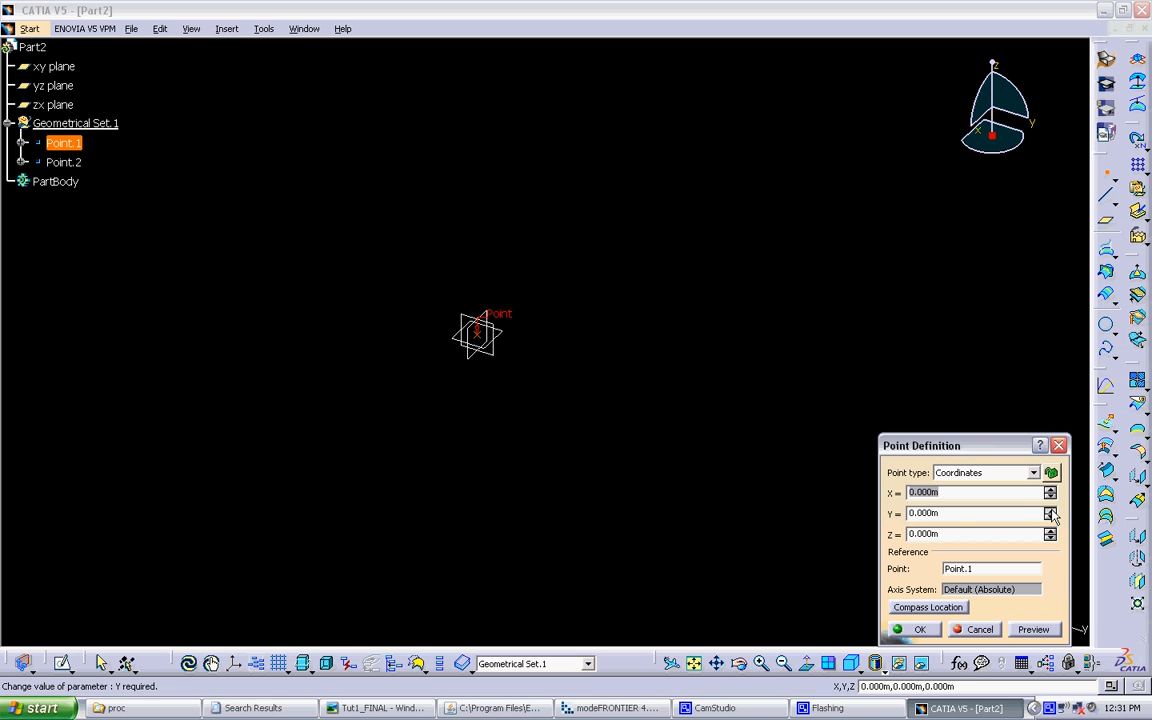 CATIA V5 - [Part2]
Start ENOVIA V5 VPM File Edit View Insert Tools Window Help
Part2
xy plane
yz plane
zx plane
Geometrical Set.1
Point.1
Point.2
PartBody
z
y
x
Point
Point Definition
Point type: Coordinates
X = 0.000m
Y = 0.000m
Z = 0.000m
Reference
Point: Point.1
Axis System: Default (Absolute)
Compass Location
OK Cancel Preview
y
Geometrical Set.1
f(x)
CATIA
Change value of parameter : Y required.
X,Y,Z 0.000m,0.000m,0.000m
start proc Search Results Tut1_FINAL - Wind... C:\Program Files\E... modeFRONTIER 4.... CamStudio Flashing CATIA V5 - [Part2] 12:31 PM